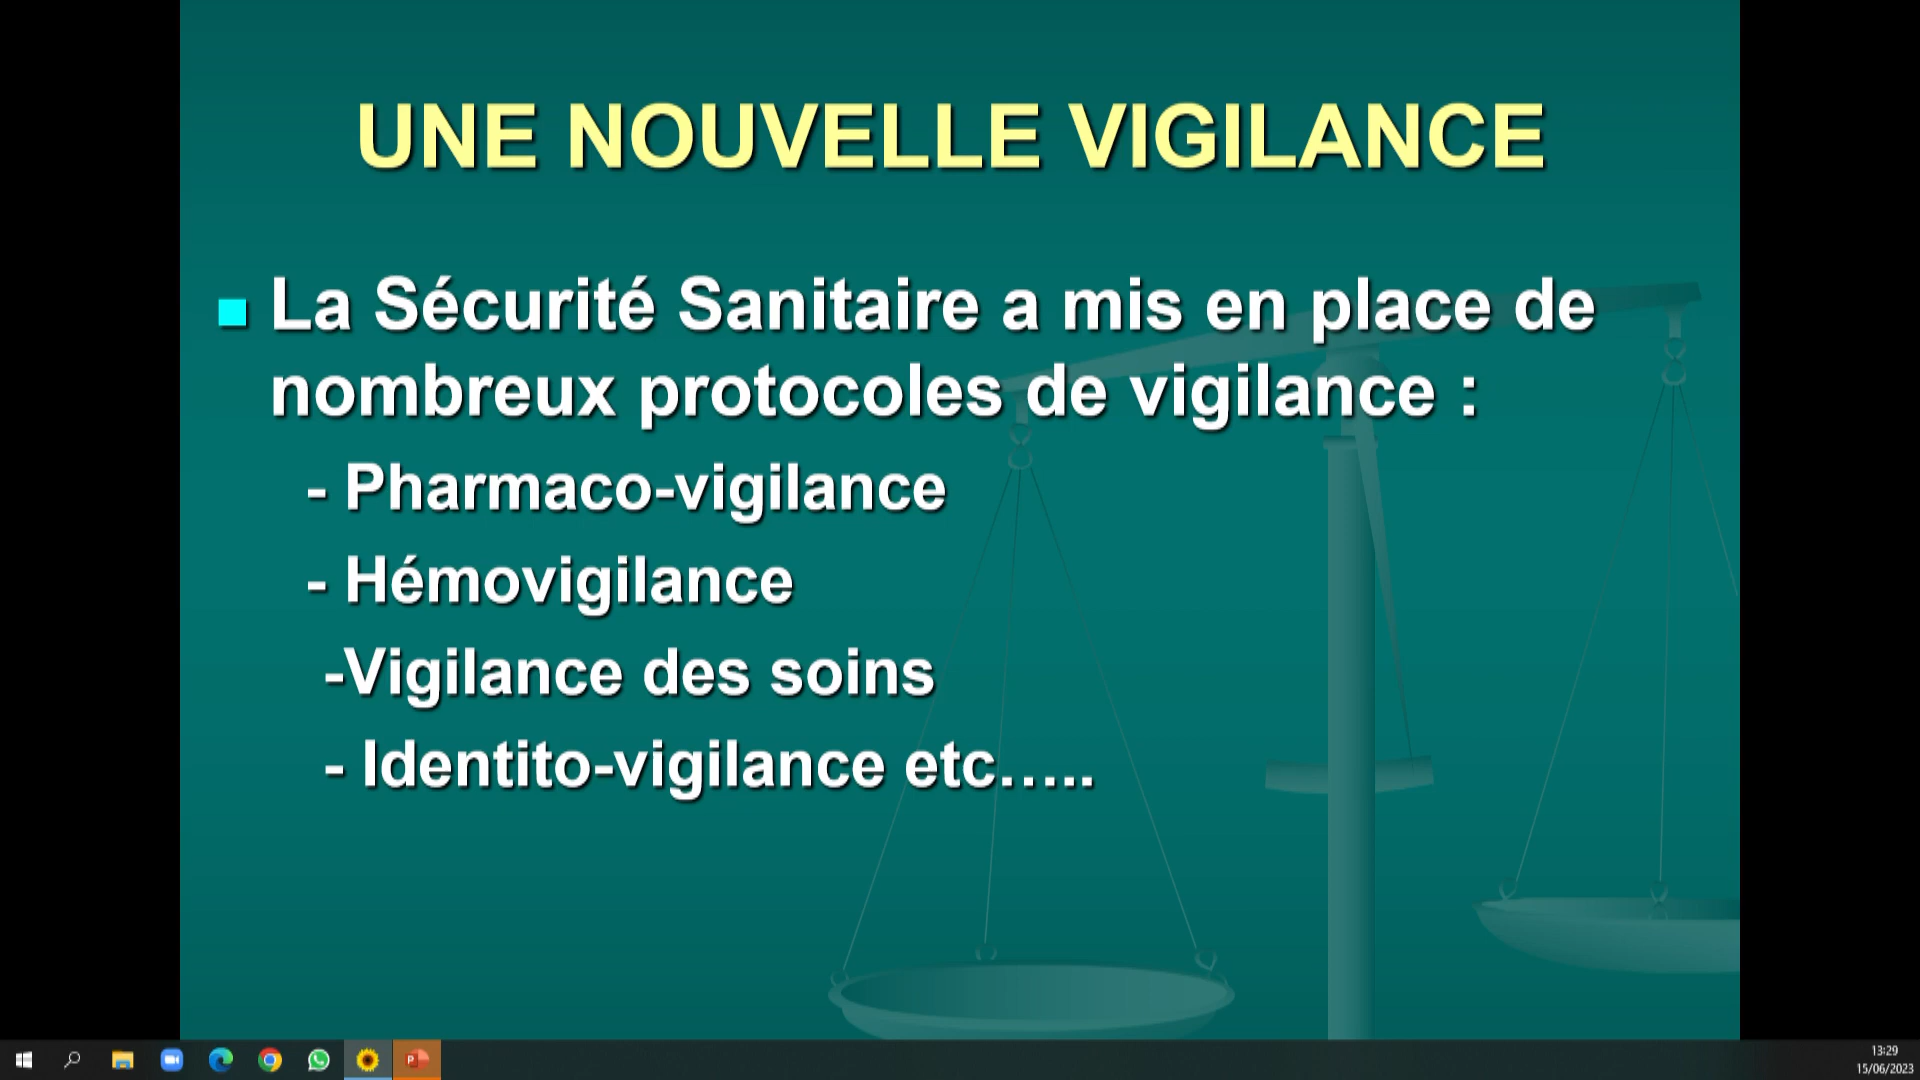 UNE NOUVELLE VIGILANCE
La Sécurité Sanitaire a mis en place de
nombreux protocoles de vigilance :
- Pharmaco-vigilance
- Hémovigilance
-Vigilance des soins
- Identito-vigilance etc…..
13:29
15/06/2023